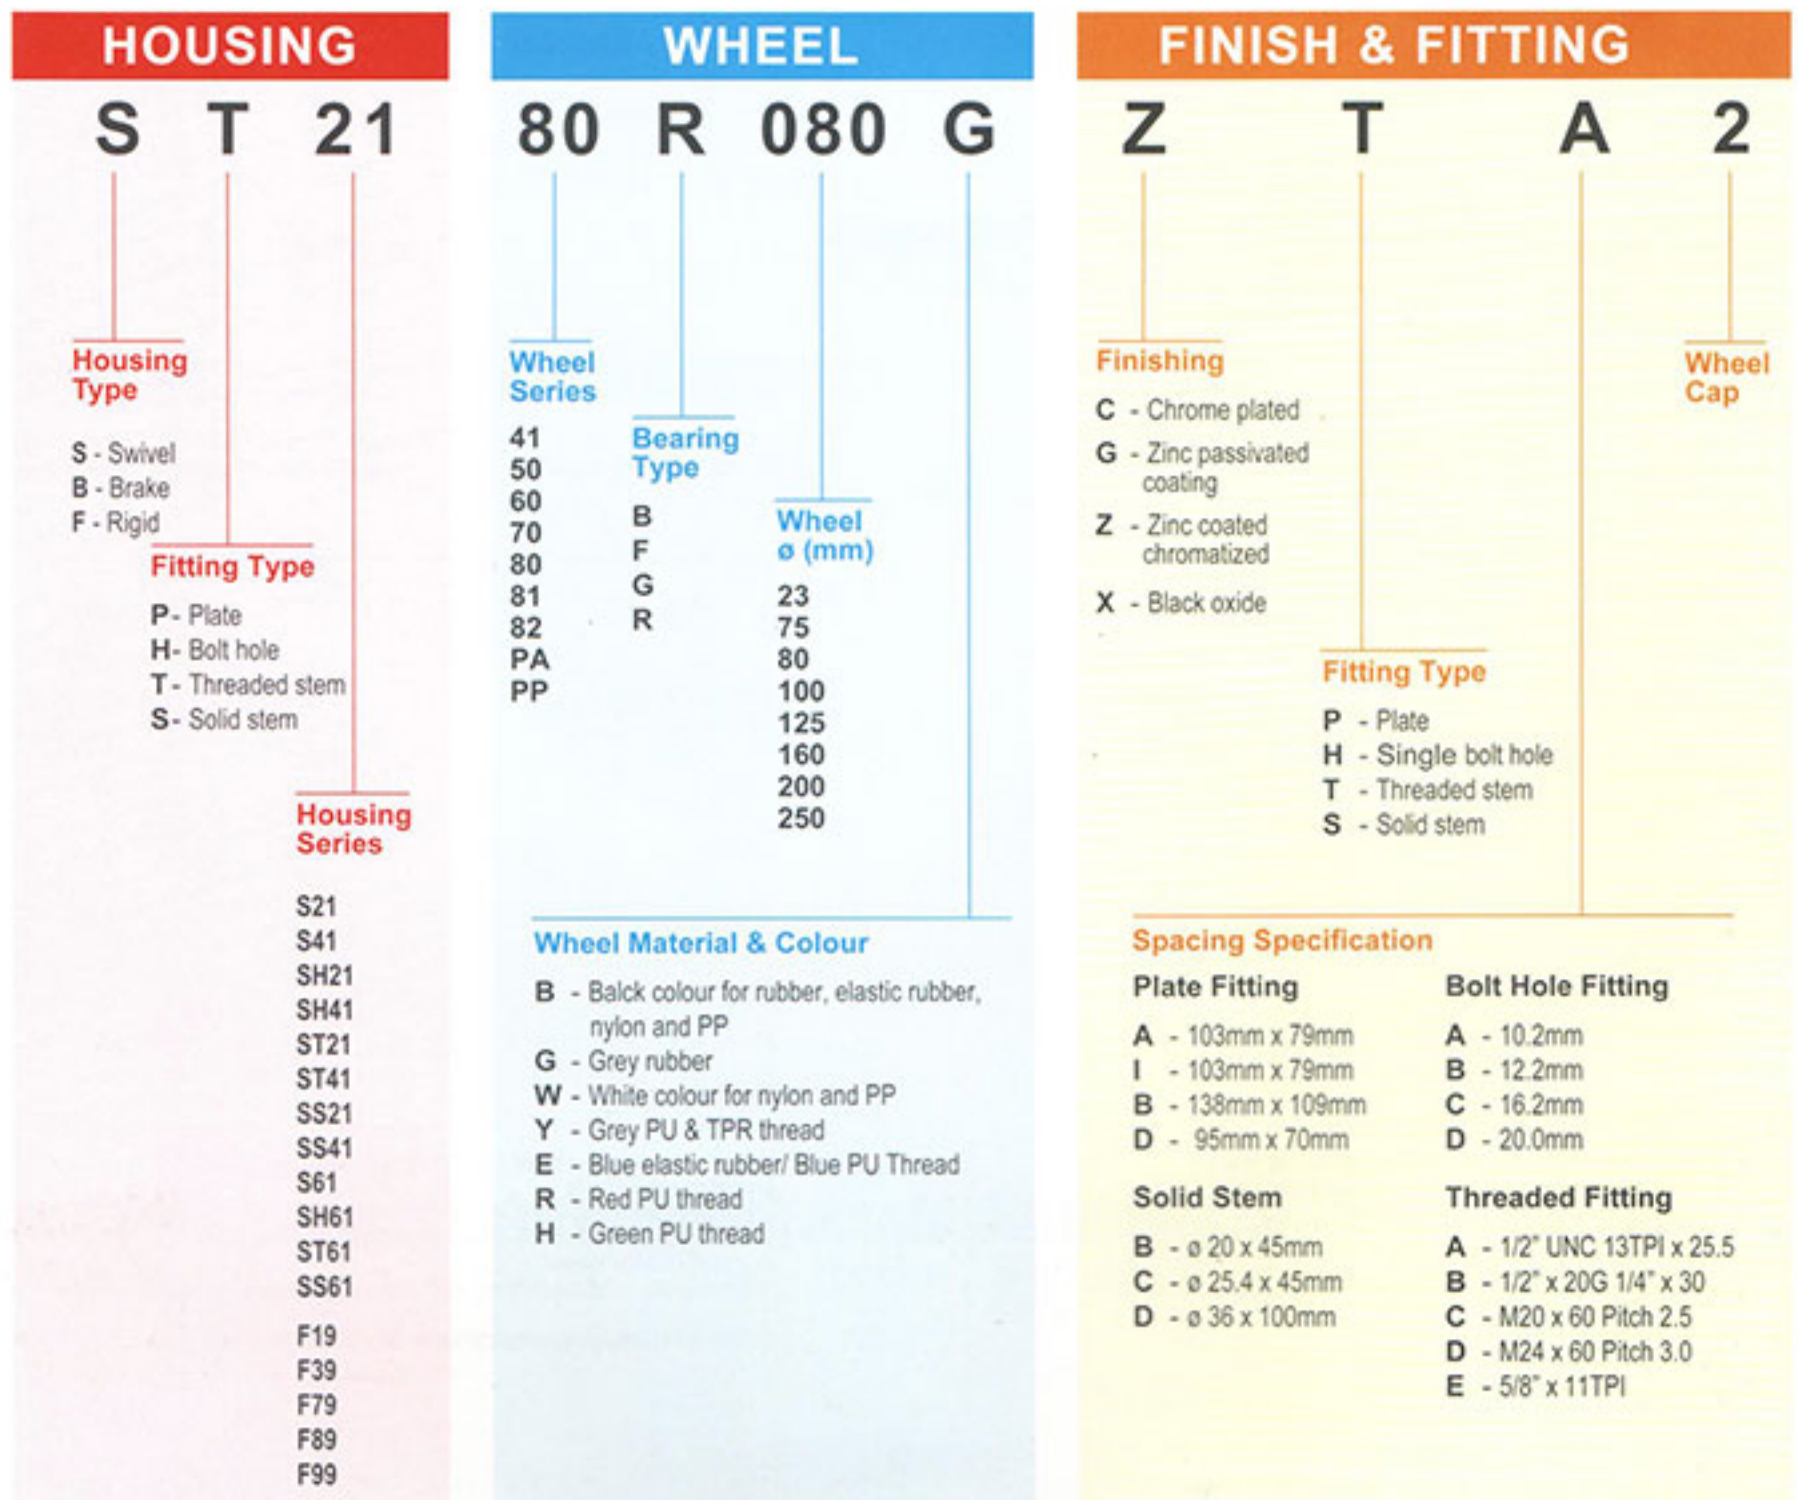 HOUSING
S T 21
Housing
Type
S - Swivel
B - Brake
F - Rigid
Fitting Type
P- Plate
H- Bolt hole
T- Threaded stem
S- Solid stem
Housing
Series
S21
S41
SH21
SH41
ST21
ST41
SS21
SS41
S61
SH61
ST61
SS61
F19
F39
F79
F89
F99
WHEEL
80 R 080 G
Wheel
Series
41
50
60
70
80
81
82
PA
PP
Bearing
Type
B
F
G
R
Wheel
ø (mm)
23
75
80
100
125
160
200
250
Wheel Material & Colour
B - Balck colour for rubber, elastic rubber,
nylon and PP
G - Grey rubber
W - White colour for nylon and PP
Y - Grey PU & TPR thread
E - Blue elastic rubber/ Blue PU Thread
R - Red PU thread
H - Green PU thread
FINISH & FITTING
Z T A 2
Finishing
C - Chrome plated
G - Zinc passivated
coating
Z - Zinc coated
chromatized
X - Black oxide
Fitting Type
P - Plate
H - Single bolt hole
T - Threaded stem
S - Solid stem
Wheel
Cap
Spacing Specification
Plate Fitting
A - 103mm x 79mm
I - 103mm x 79mm
B - 138mm x 109mm
D - 95mm x 70mm
Bolt Hole Fitting
A - 10.2mm
B - 12.2mm
C - 16.2mm
D - 20.0mm
Solid Stem
B - ø 20 x 45mm
C - ø 25.4 x 45mm
D - ø 36 x 100mm
Threaded Fitting
A - 1/2" UNC 13TPI x 25.5
B - 1/2" x 20G 1/4" x 30
C - M20 x 60 Pitch 2.5
D - M24 x 60 Pitch 3.0
E - 5/8" x 11TPI